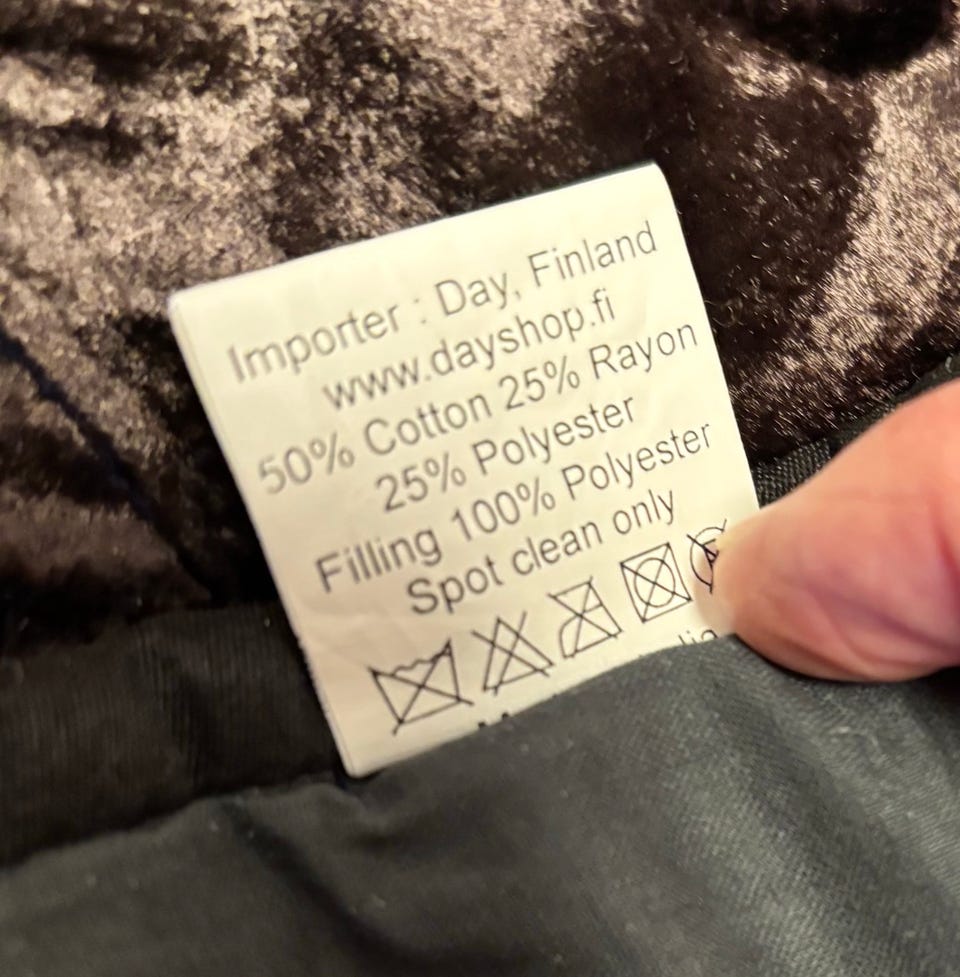 Importer : Day, Finland
www.dayshop.fi
50% Cotton 25% Rayon
25% Polyester
Filling 100% Polyester
Spot clean only